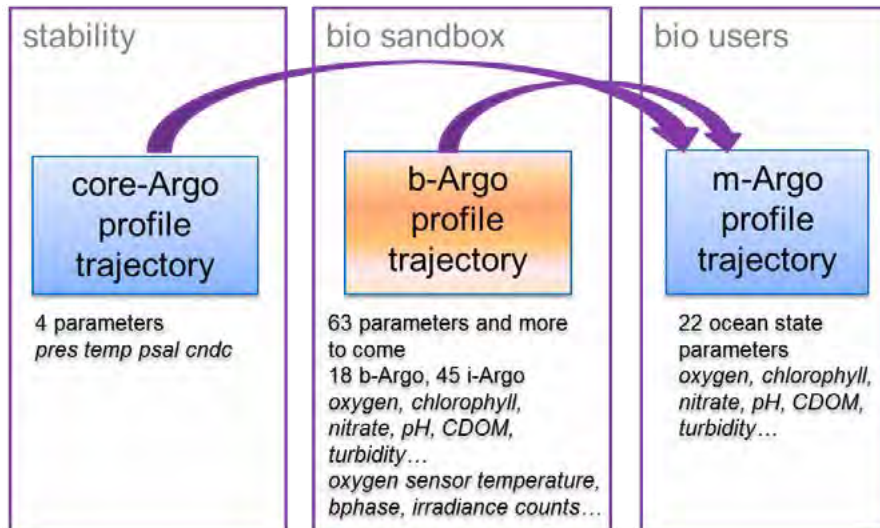 stability
core-Argo
profile
trajectory
4 parameters
pres temp psal cndc
bio sandbox
b-Argo
profile
trajectory
63 parameters and more
to come
18 b-Argo, 45 i-Argo
oxygen, chlorophyll,
nitrate, pH, CDOM,
turbidity…
oxygen sensor temperature,
bphase, irradiance counts…
bio users
m-Argo
profile
trajectory
22 ocean state
parameters
oxygen, chlorophyll,
nitrate, pH, CDOM,
turbidity…